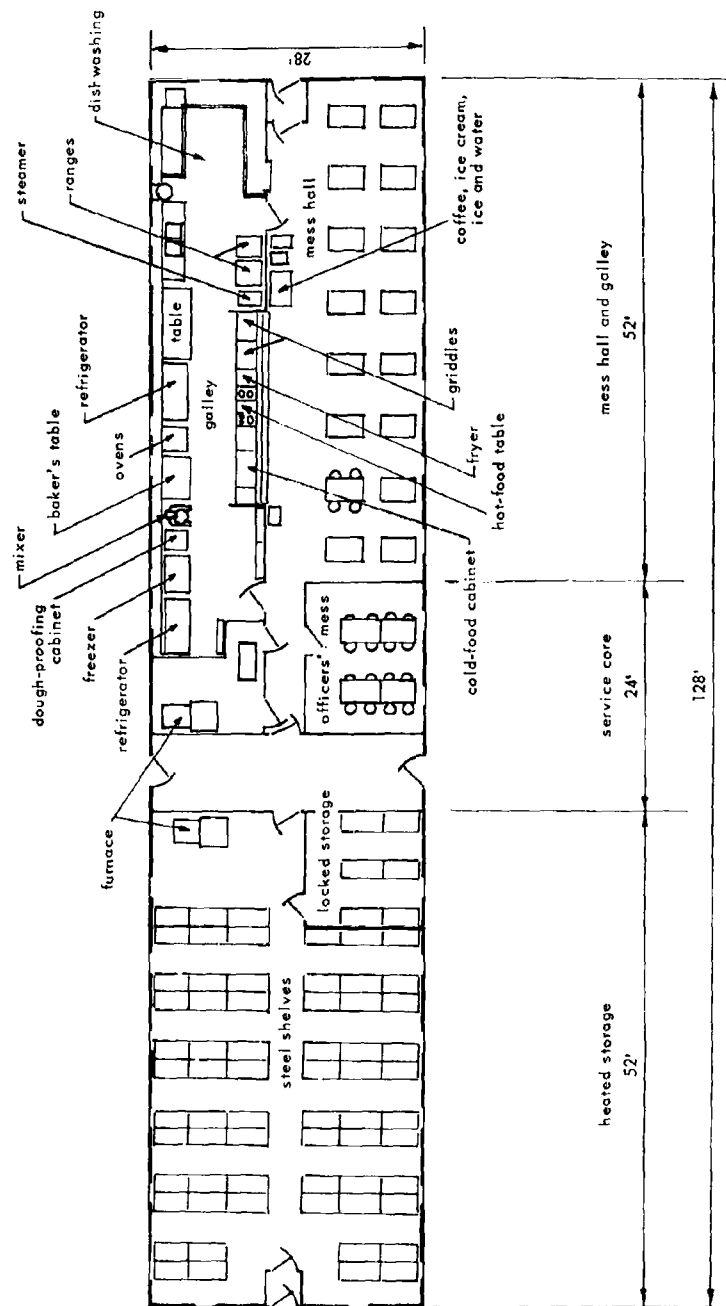 furnace
refrigerator
freezer
dough-proofing
cabinet
mixer
baker's table
ovens
refrigerator
steamer
ranges
dishwashing
table
galley
28'
steel shelves
locked storage
officers' mess
mess hall
cold-food cabinet
hot-food table
fryer
griddles
coffee, ice cream,
ice and water
heated storage
52'
service core
24'
mess hall and galley
52'
128'